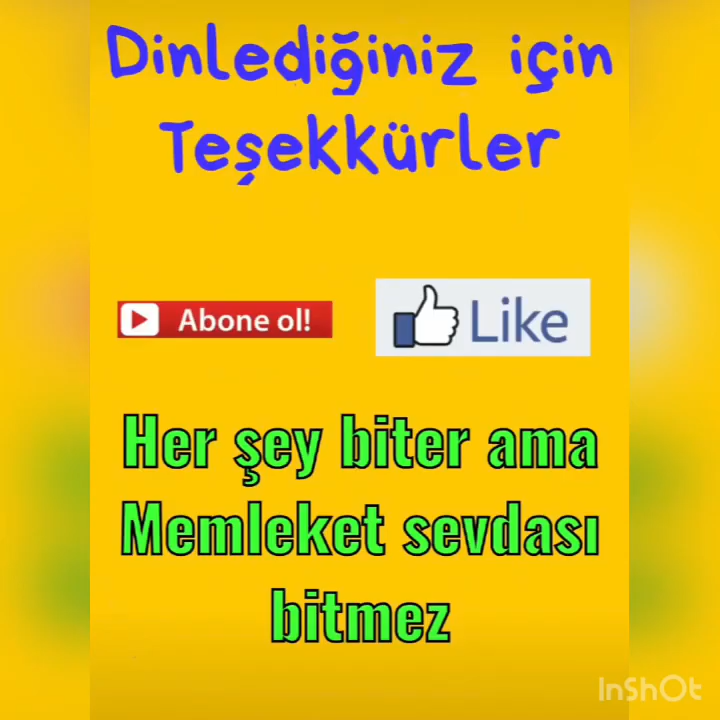 Dinlediğiniz için
Teşekkürler
Abone ol!
Like
Her şey biter ama
Memleket sevdası
bitmez
InShOt